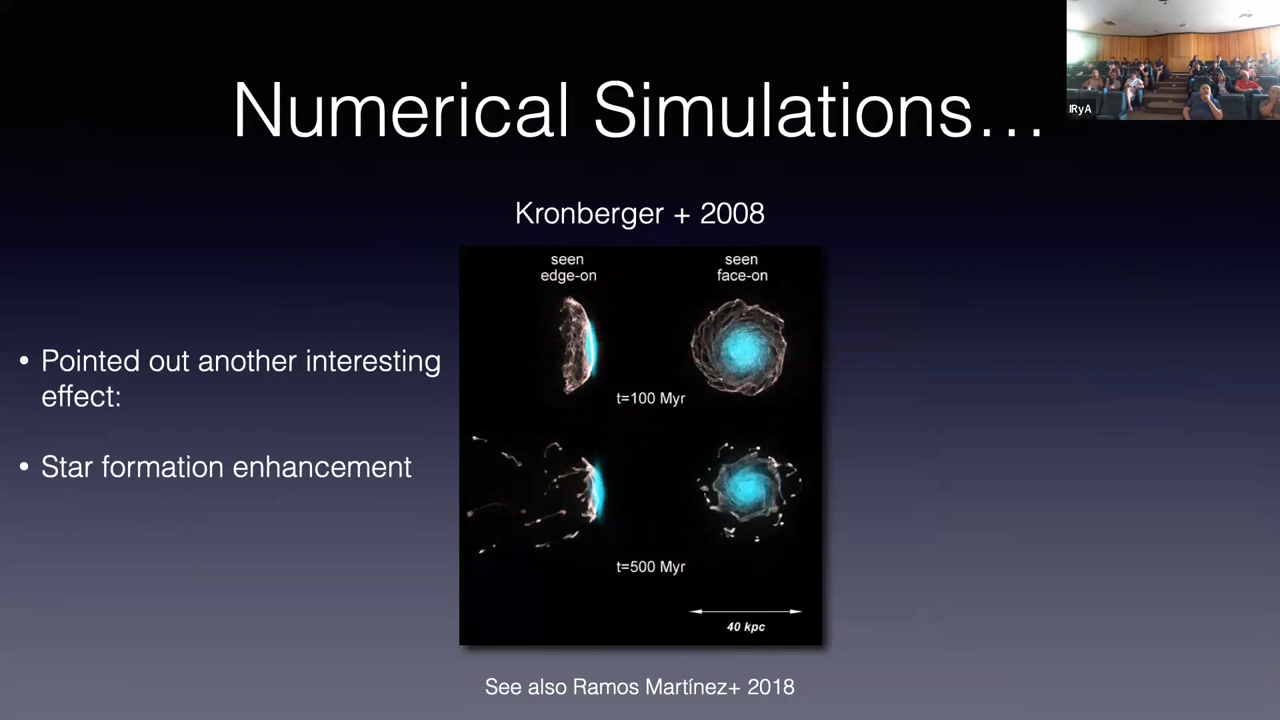 IRyA
Numerical Simulations…
Kronberger + 2008
seen
edge-on
seen
face-on
t=100 Myr
t=500 Myr
40 kpc
• Pointed out another interesting
effect:
• Star formation enhancement
See also Ramos Martínez+ 2018